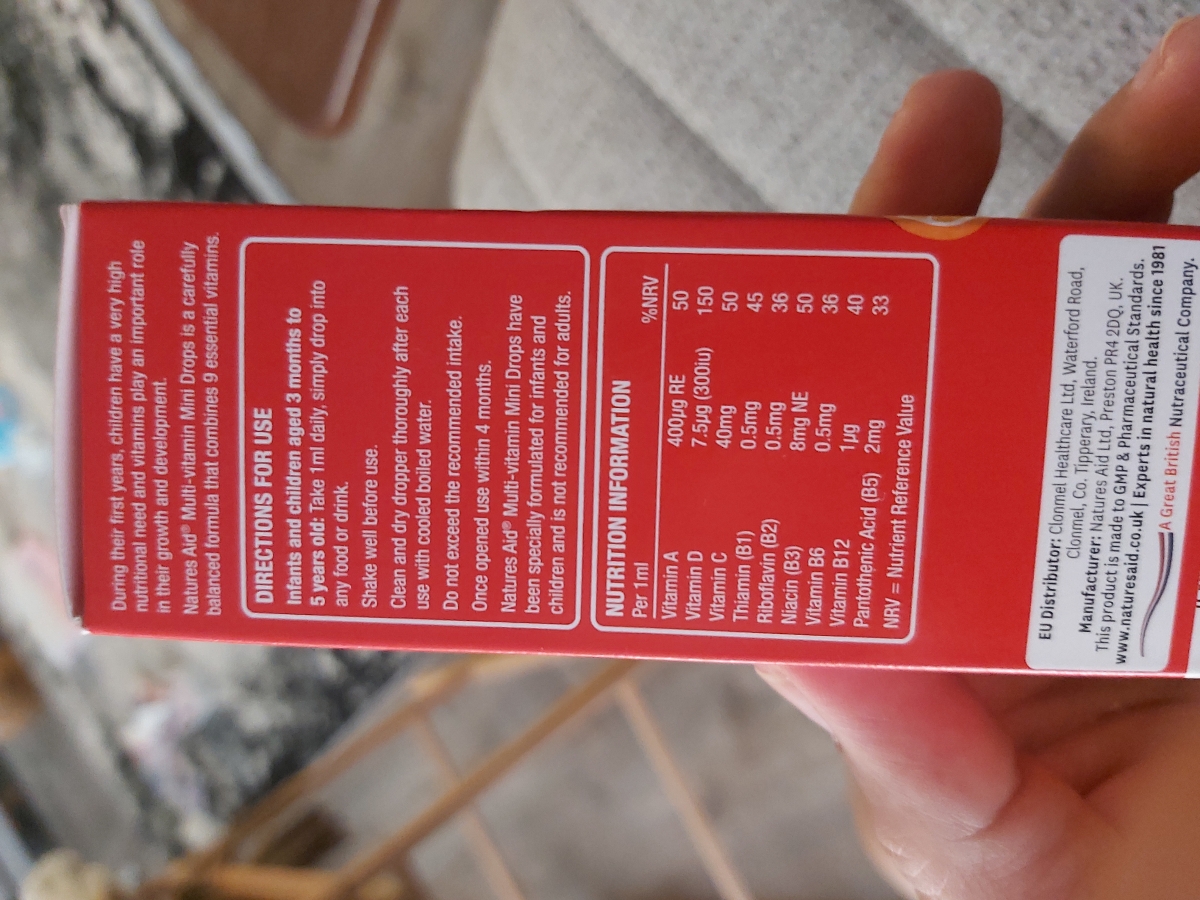 During their first years, children have a very high
nutritional need and vitamins play an important role
in their growth and development.
Natures Aid® Multi-vitamin Mini Drops is a carefully
balanced formula that combines 9 essential vitamins.
DIRECTIONS FOR USE
Infants and children aged 3 months to
5 years old: Take 1ml daily, simply drop into
any food or drink.
Shake well before use.
Clean and dry dropper thoroughly after each
use with cooled boiled water.
Do not exceed the recommended intake.
Once opened use within 4 months.
Natures Aid® Multi-vitamin Mini Drops have
been specially formulated for infants and
children and is not recommended for adults.
NUTRITION INFORMATION
Per 1ml %NRV
Vitamin A 400µg RE 50
Vitamin D 7.5µg (300iu) 150
Vitamin C 40mg 50
Thiamin (B1) 0.5mg 45
Riboflavin (B2) 0.5mg 36
Niacin (B3) 8mg NE 50
Vitamin B6 0.5mg 36
Vitamin B12 1µg 40
Pantothenic Acid (B5) 2mg 33
NRV = Nutrient Reference Value
EU Distributor: Clonmel Healthcare Ltd, Waterford Road,
Clonmel, Co. Tipperary, Ireland.
Manufacturer: Natures Aid Ltd, Preston PR4 2DQ, UK.
This product is made to GMP & Pharmaceutical Standards.
www.naturesaid.co.uk | Experts in natural health since 1981
A Great British Nutraceutical Company.